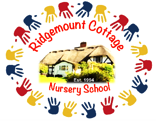 Ridgemount Cottage
Est. 1994
Nursery School